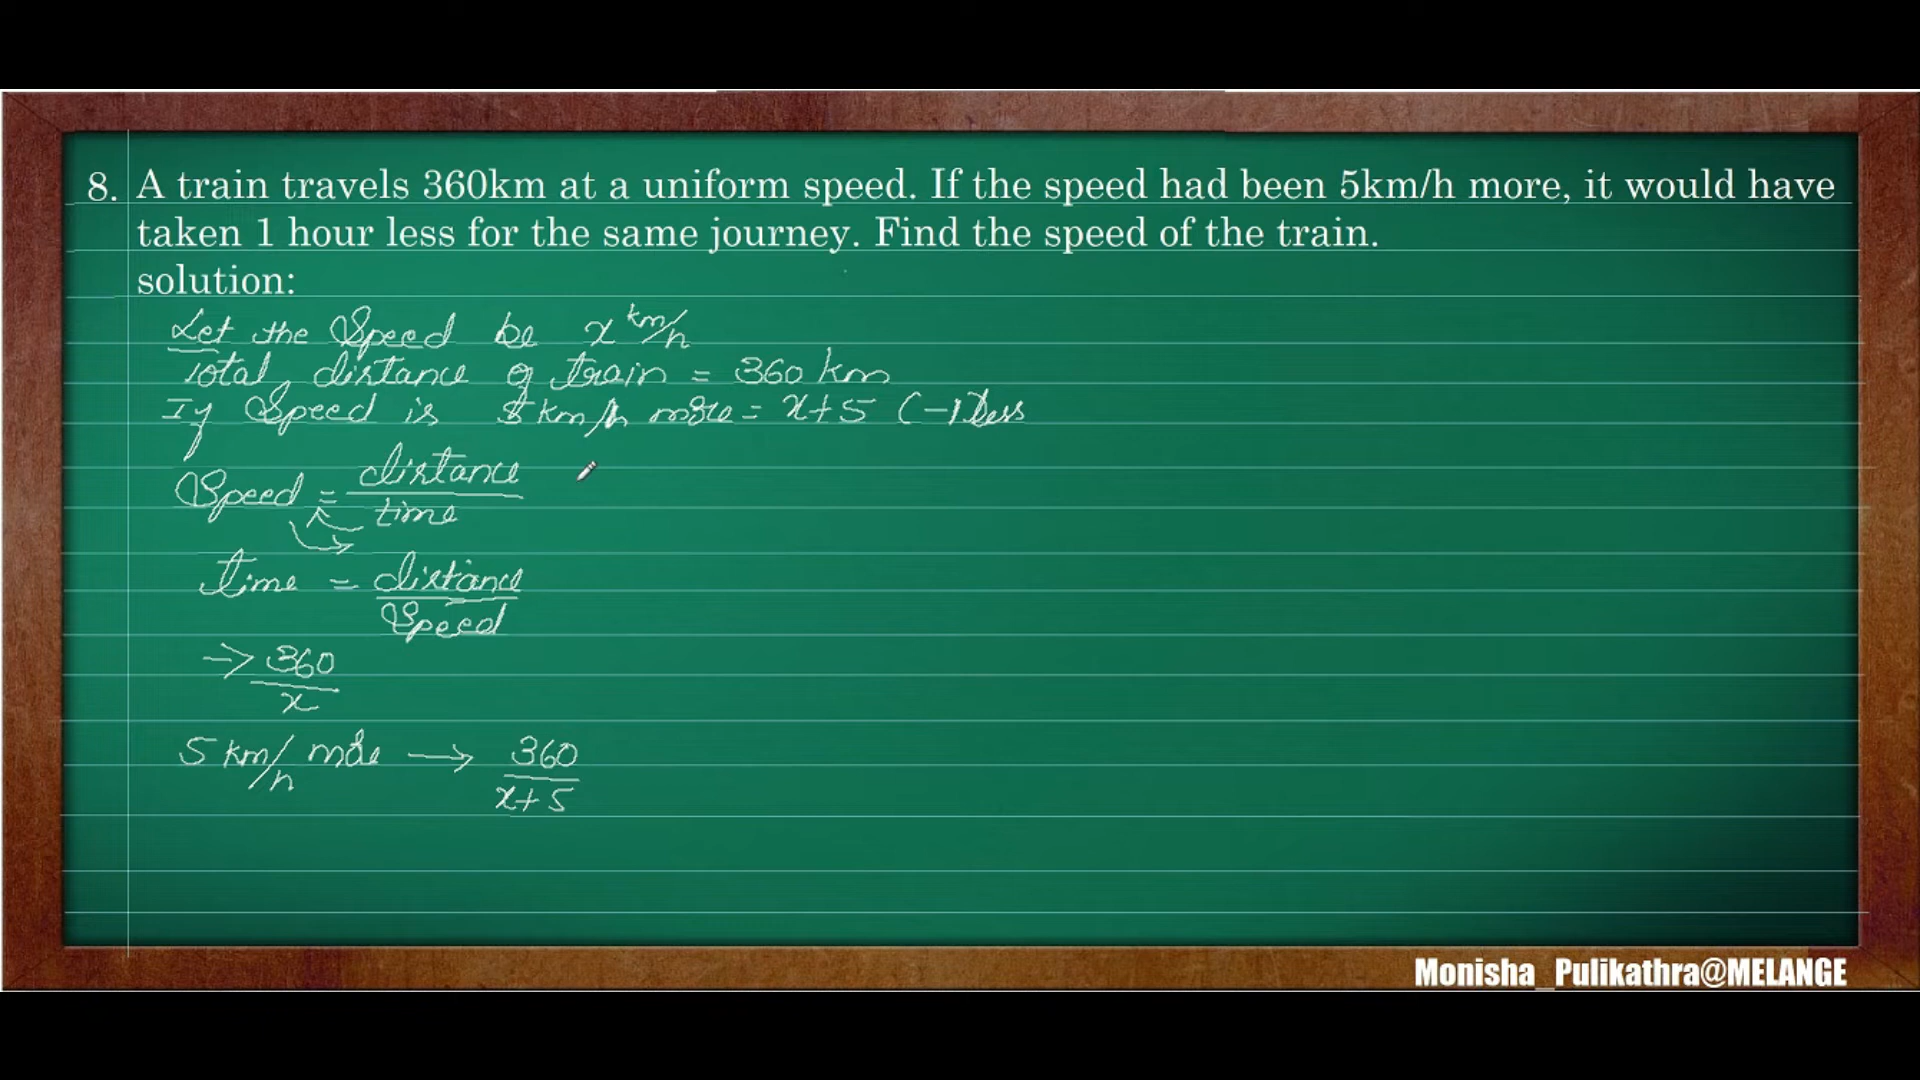 8. A train travels 360km at a uniform speed. If the speed had been 5km/h more, it would have
taken 1 hour less for the same journey. Find the speed of the train.
solution:
Let the Speed be x km/h
Total distance of train = 360 km
If Speed is 5 km/h more = x+5 (-1) Less
Speed = distance / time
time = distance / Speed
→ 360 / x
5 km/h more → 360 / x+5
Monisha_Pulikathra@MELANGE